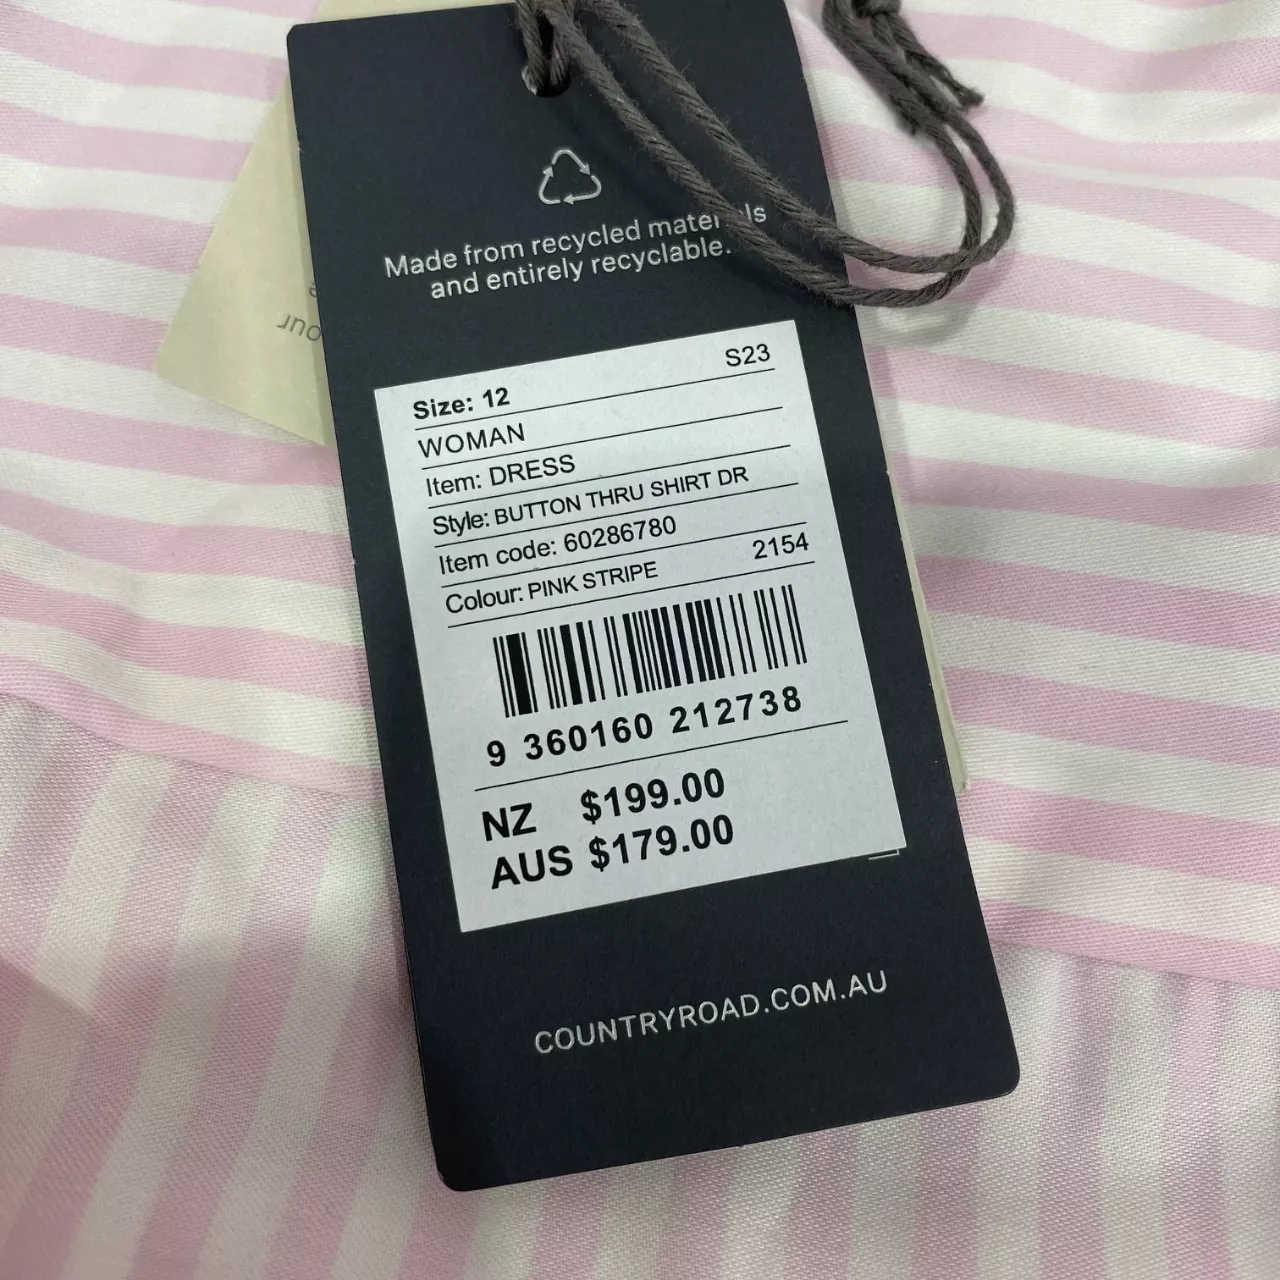 Made from recycled materials
and entirely recyclable.
S23
Size: 12
WOMAN
Item: DRESS
Style: BUTTON THRU SHIRT DR
Item code: 60286780
2154
Colour: PINK STRIPE
9 360160 212738
NZ $199.00
AUS $179.00
COUNTRYROAD.COM.AU